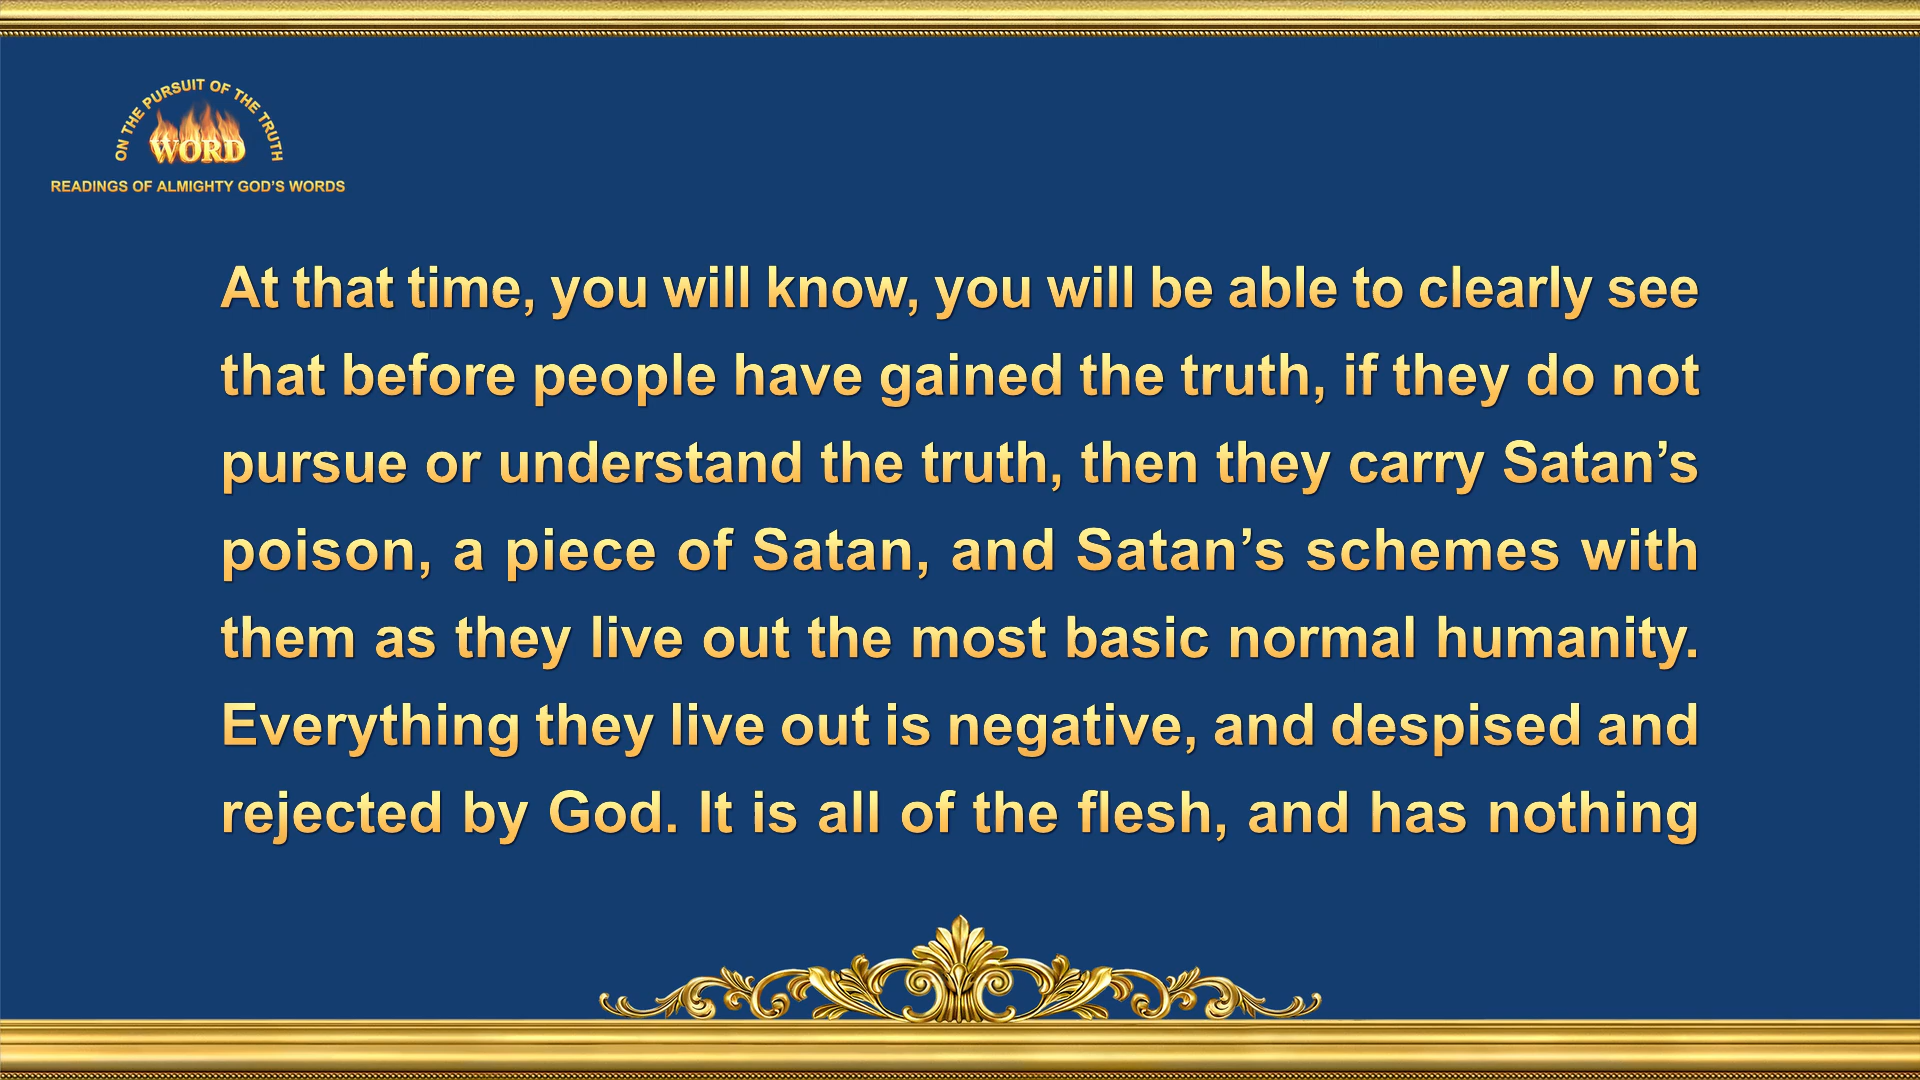 ON THE PURSUIT OF THE TRUTH
WORD
READINGS OF ALMIGHTY GOD’S WORDS
At that time, you will know, you will be able to clearly see
that before people have gained the truth, if they do not
pursue or understand the truth, then they carry Satan’s
poison, a piece of Satan, and Satan’s schemes with
them as they live out the most basic normal humanity.
Everything they live out is negative, and despised and
rejected by God. It is all of the flesh, and has nothing